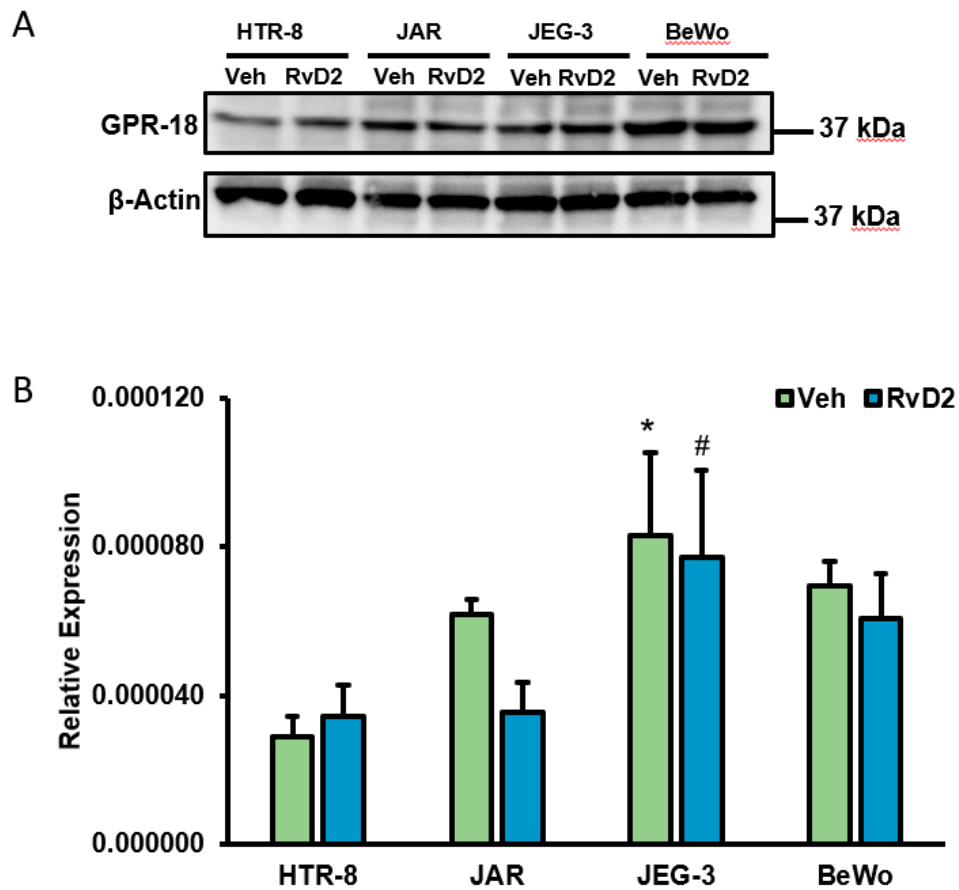 A
HTR-8 JAR JEG-3 BeWo
Veh RvD2 Veh RvD2 Veh RvD2 Veh RvD2
GPR-18 37 kDa
β-Actin 37 kDa
B
0.000120 Veh RvD2
* #
0.000080
0.000040
0.000000
Relative Expression
HTR-8 JAR JEG-3 BeWo